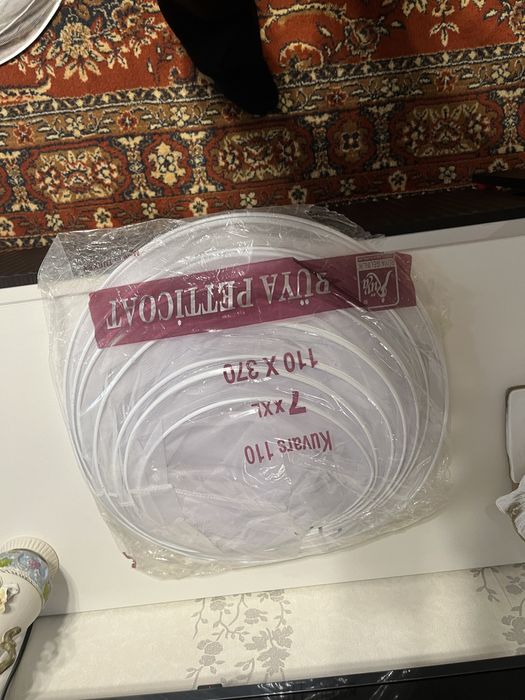 RÜYA PETTİCOAT
110 X 370
7 XXL
Kuvars 110